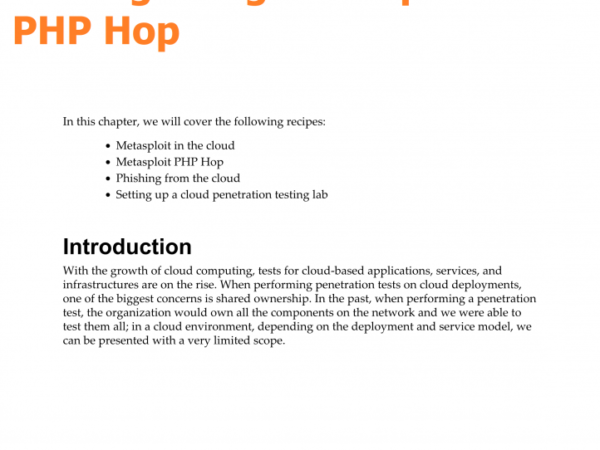 PHP Hop
In this chapter, we will cover the following recipes:
• Metasploit in the cloud
• Metasploit PHP Hop
• Phishing from the cloud
• Setting up a cloud penetration testing lab
Introduction
With the growth of cloud computing, tests for cloud-based applications, services, and
infrastructures are on the rise. When performing penetration tests on cloud deployments,
one of the biggest concerns is shared ownership. In the past, when performing a penetration
test, the organization would own all the components on the network and we were able to
test them all; in a cloud environment, depending on the deployment and service model, we
can be presented with a very limited scope.